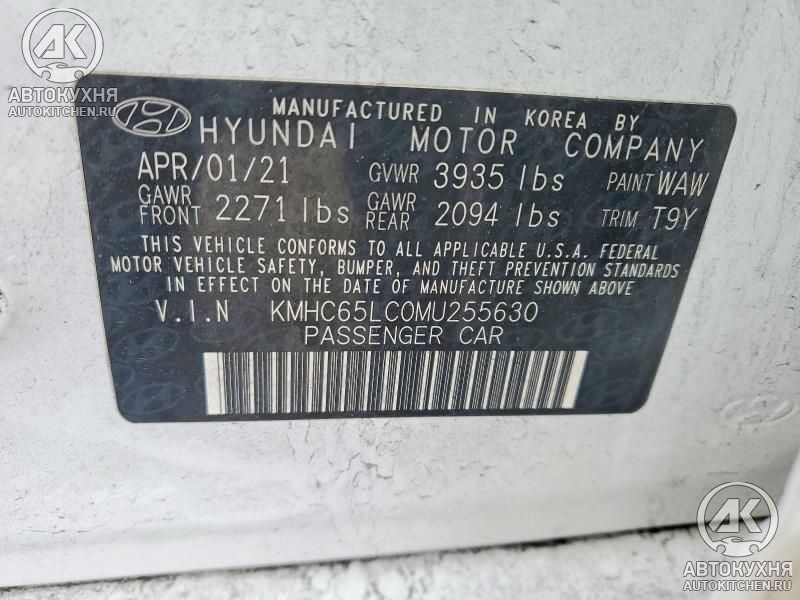 АК
АВТОКУХНЯ
AUTOKITCHEN.RU
MANUFACTURED IN KOREA BY
HYUNDAI MOTOR COMPANY
APR/01/21 GVWR 3935 lbs PAINT WAW
GAWR FRONT 2271 lbs GAWR REAR 2094 lbs TRIM T9Y
THIS VEHICLE CONFORMS TO ALL APPLICABLE U.S.A. FEDERAL
MOTOR VEHICLE SAFETY, BUMPER, AND THEFT PREVENTION STANDARDS
IN EFFECT ON THE DATE OF MANUFACTURE SHOWN ABOVE
V.I.N KMHC65LC0MU255630
PASSENGER CAR
АК
АВТОКУХНЯ
AUTOKITCHEN.RU